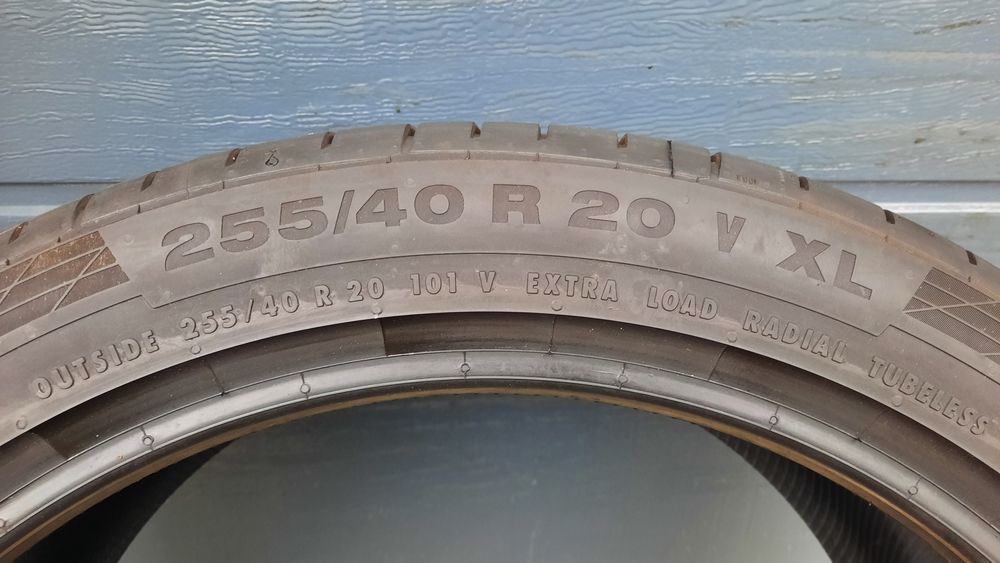 255/40 R 20 V XL
OUTSIDE 255/40 R 20 101 V EXTRA LOAD RADIAL TUBELESS